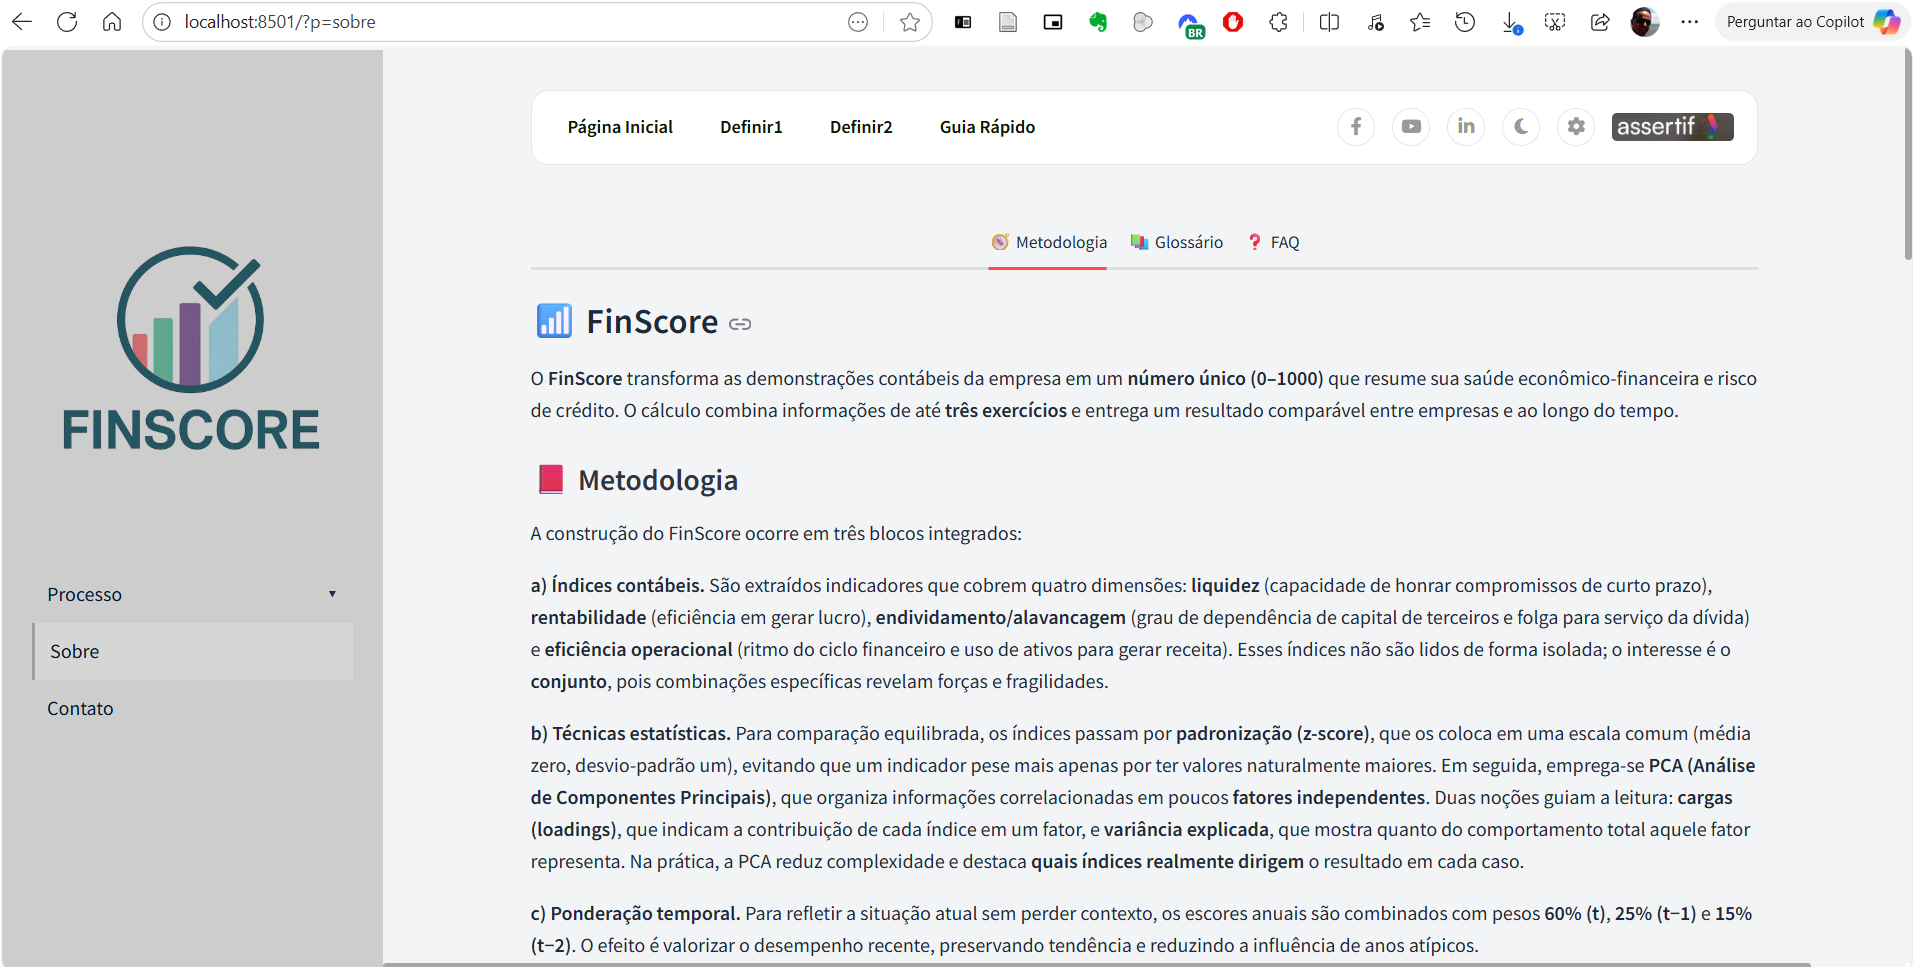 localhost:8501/?p=sobre
BR
Perguntar ao Copilot
Página Inicial
Definir1
Definir2
Guia Rápido
assertif
FINSCORE
Processo
Sobre
Contato
Metodologia
Glossário
FAQ
FinScore
O FinScore transforma as demonstrações contábeis da empresa em um número único (0–1000) que resume sua saúde econômico-financeira e risco
de crédito. O cálculo combina informações de até três exercícios e entrega um resultado comparável entre empresas e ao longo do tempo.
Metodologia
A construção do FinScore ocorre em três blocos integrados:
a) Índices contábeis. São extraídos indicadores que cobrem quatro dimensões: liquidez (capacidade de honrar compromissos de curto prazo),
rentabilidade (eficiência em gerar lucro), endividamento/alavancagem (grau de dependência de capital de terceiros e folga para serviço da dívida)
e eficiência operacional (ritmo do ciclo financeiro e uso de ativos para gerar receita). Esses índices não são lidos de forma isolada; o interesse é o
conjunto, pois combinações específicas revelam forças e fragilidades.
b) Técnicas estatísticas. Para comparação equilibrada, os índices passam por padronização (z-score), que os coloca em uma escala comum (média
zero, desvio-padrão um), evitando que um indicador pese mais apenas por ter valores naturalmente maiores. Em seguida, emprega-se PCA (Análise
de Componentes Principais), que organiza informações correlacionadas em poucos fatores independentes. Duas noções guiam a leitura: cargas
(loadings), que indicam a contribuição de cada índice em um fator, e variância explicada, que mostra quanto do comportamento total aquele fator
representa. Na prática, a PCA reduz complexidade e destaca quais índices realmente dirigem o resultado em cada caso.
c) Ponderação temporal. Para refletir a situação atual sem perder contexto, os escores anuais são combinados com pesos 60% (t), 25% (t−1) e 15%
(t−2). O efeito é valorizar o desempenho recente, preservando tendência e reduzindo a influência de anos atípicos.